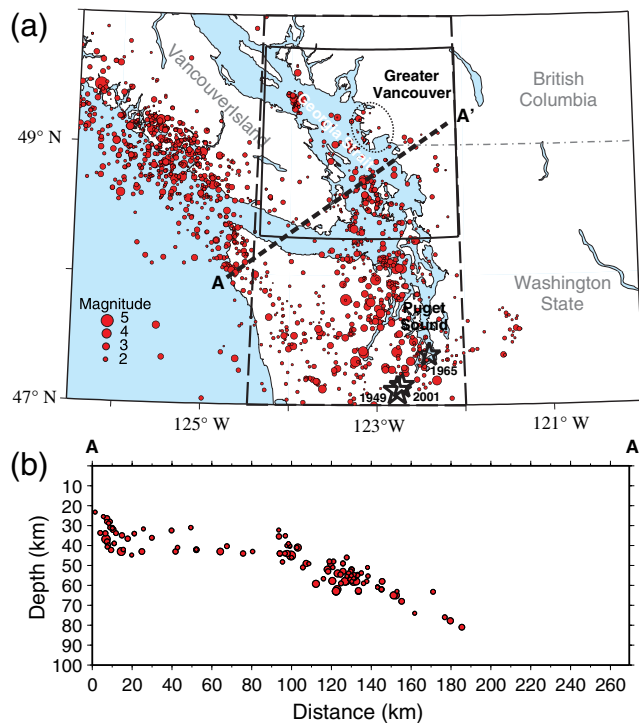 (a)
Greater
Vancouver
British
Columbia
VancouverIsland
Georgia Strait
A'
49° N
A
Washington
State
Magnitude
5
4
3
2
Puget
Sound
1965
1949
2001
47° N
125° W
123° W
121° W
(b)
A
A
10
20
30
40
50
60
70
80
90
100
Depth (km)
0
20
40
60
80
100
120
140
160
180
200
220
240
260
Distance (km)